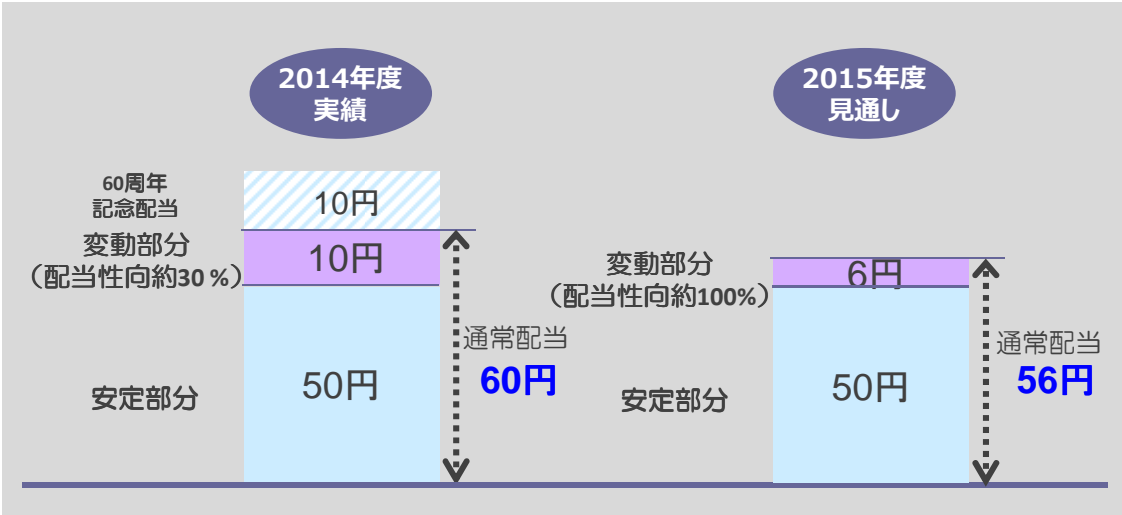 2014年度
実績
60周年
記念配当
10円
変動部分
（配当性向約30％）
10円
安定部分
50円
通常配当
60円
2015年度
見通し
変動部分
（配当性向約100%）
6円
安定部分
50円
通常配当
56円